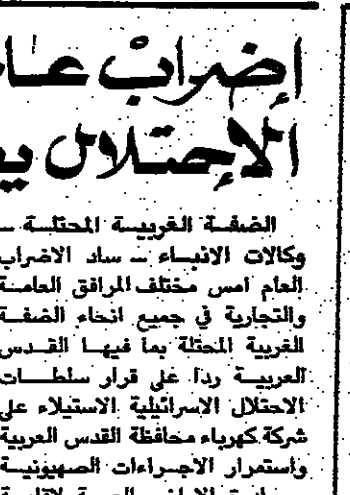 إضراب عا
الإحتلال ي
الضفة الغربية المحتلة ـ
وكالات الانباء ـ ساد الاضراب
العام امس مختلف المرافق العامة
والتجارية في جميع انحاء الضفة
الغربية المحتلة بما فيها القدس
العربية ردا على قرار سلطات
الاحتلال الاسرائيلية الاستيلاء على
شركة كهرباء محافظة القدس العربية
واستمرار الاجراءات الصهيونية